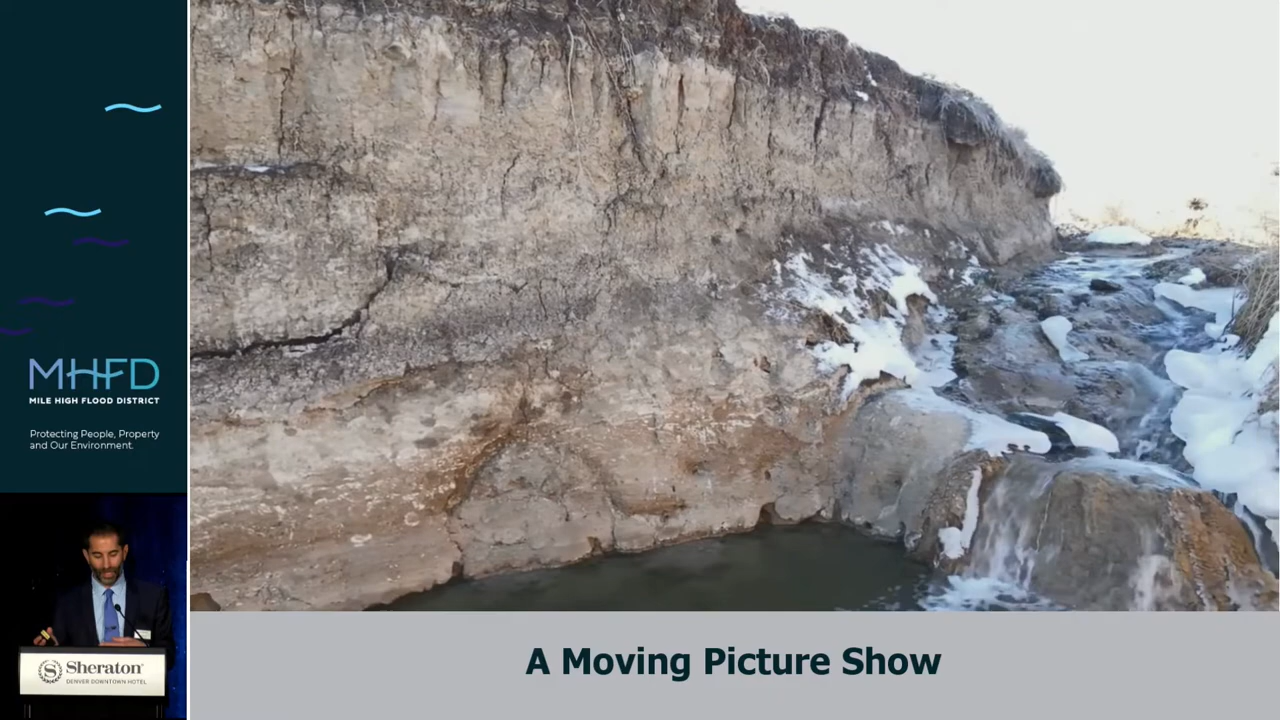 MHFD
MILE HIGH FLOOD DISTRICT
Protecting People, Property
and Our Environment.
Sheraton
DENVER DOWNTOWN HOTEL
A Moving Picture Show